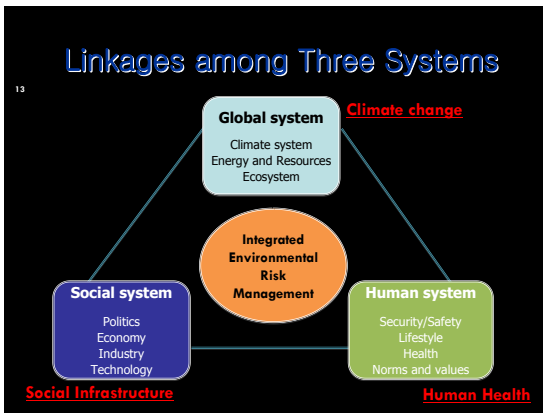 Linkages among Three Systems
13
Global system
Climate system
Energy and Resources
Ecosystem
Climate change
Integrated
Environmental
Risk
Management
Social system
Politics
Economy
Industry
Technology
Human system
Security/Safety
Lifestyle
Health
Norms and values
Social Infrastructure
Human Health